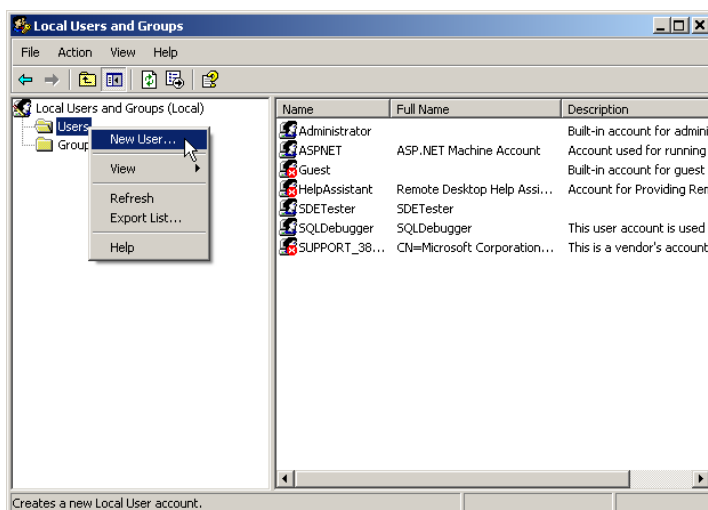 Local Users and Groups
File Action View Help
Local Users and Groups (Local)
Users
Group
New User...
View
Refresh
Export List...
Help
Name Full Name Description
Administrator Built-in account for admini
ASPNET ASP.NET Machine Account Account used for running
Guest Built-in account for guest
HelpAssistant Remote Desktop Help Assi... Account for Providing Rem
SDETester SDETester
SQLDebugger SQLDebugger This user account is used
SUPPORT_38... CN=Microsoft Corporation... This is a vendor's account
Creates a new Local User account.